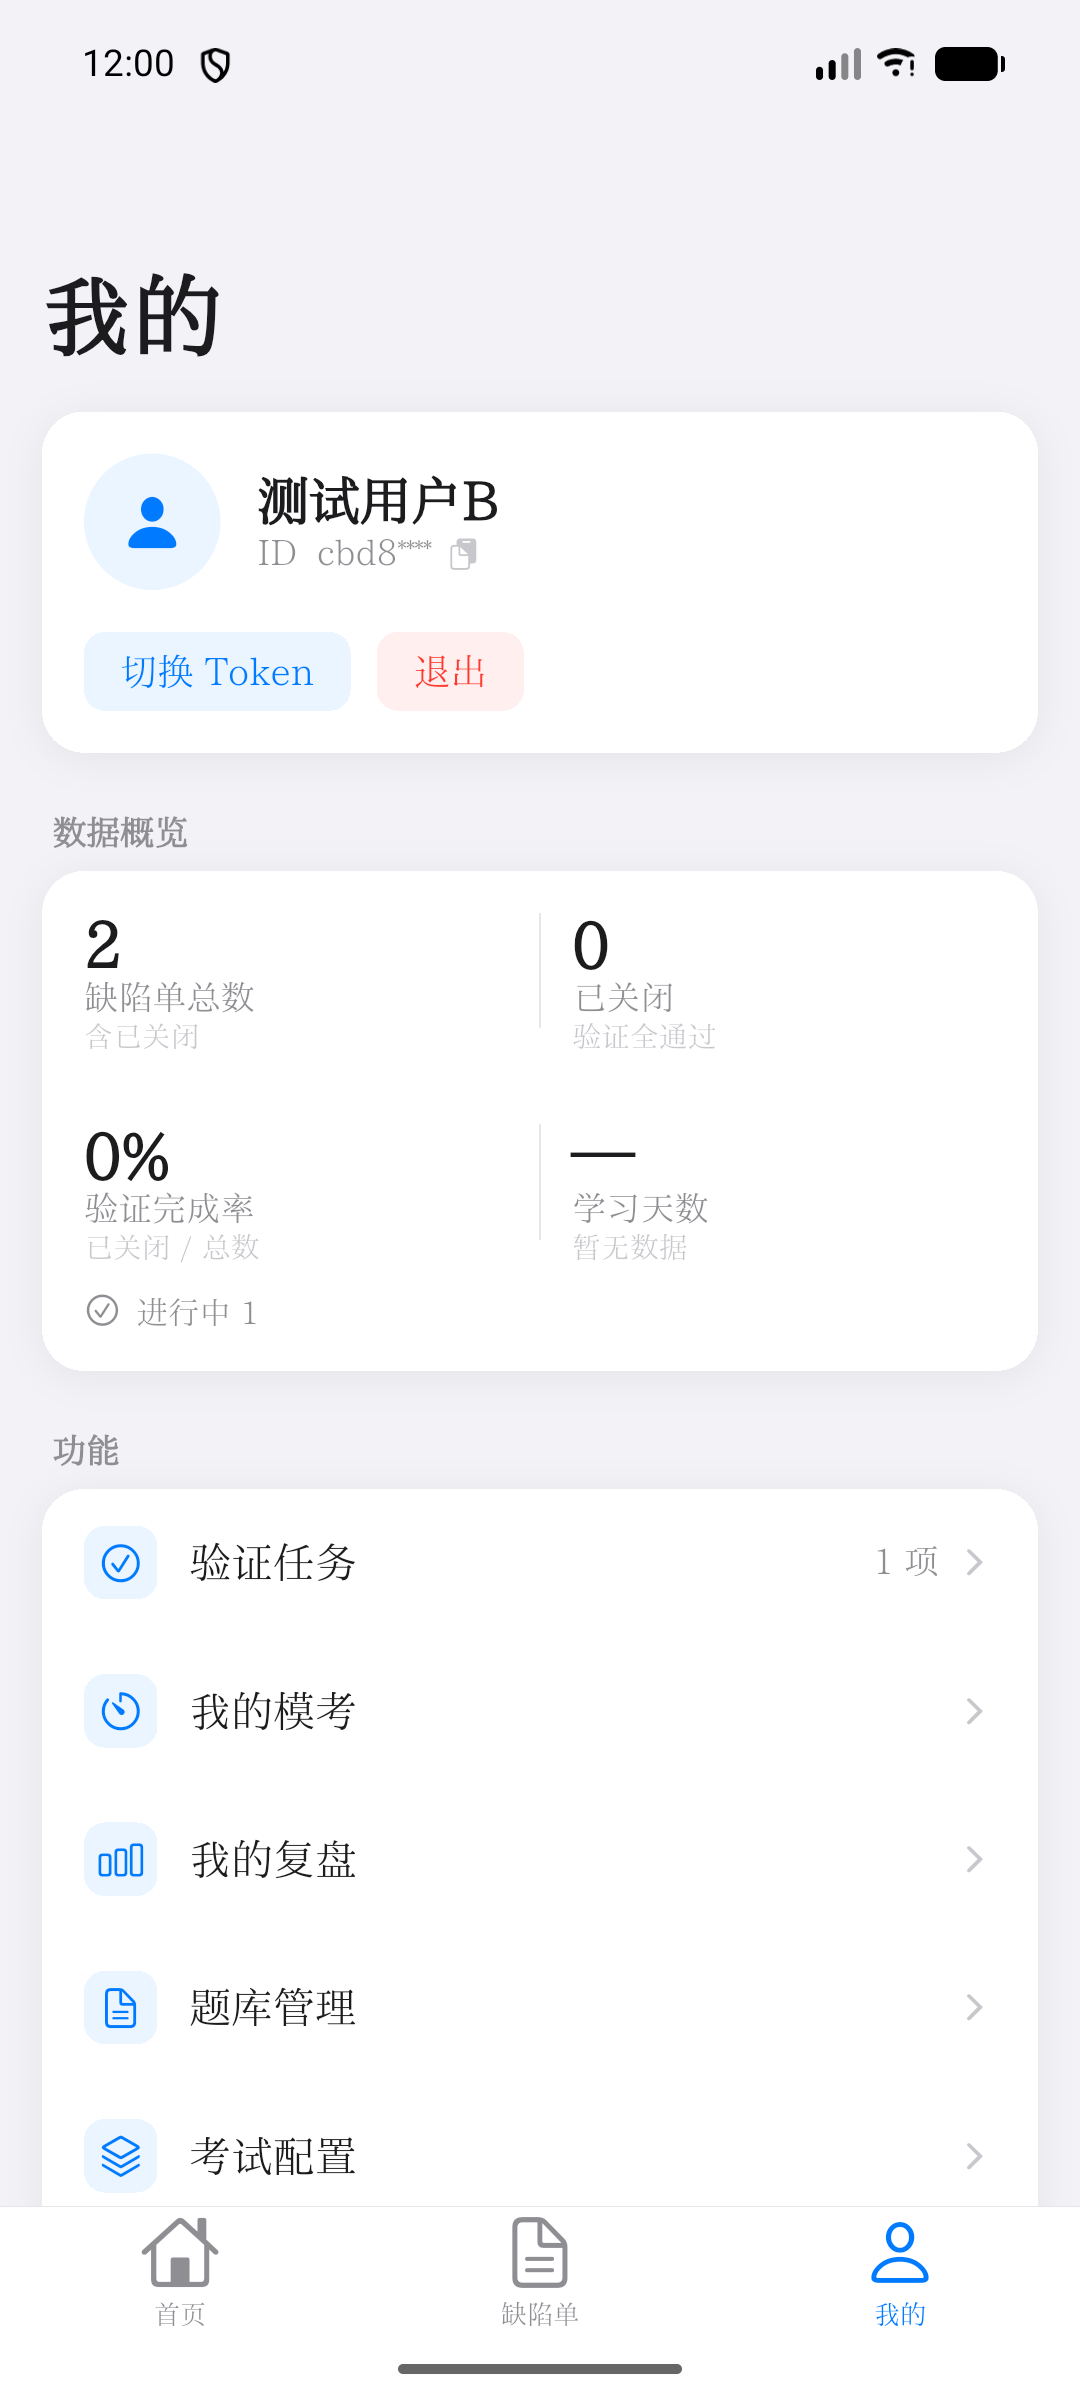 12:00
我的
测试用户B
ID cbd8****
切换 Token
退出
数据概览
2
缺陷单总数
含已关闭
0
已关闭
验证全通过
0%
验证完成率
已关闭 / 总数
—
学习天数
暂无数据
进行中 1
功能
验证任务
1 项
我的模考
我的复盘
题库管理
考试配置
首页
缺陷单
我的